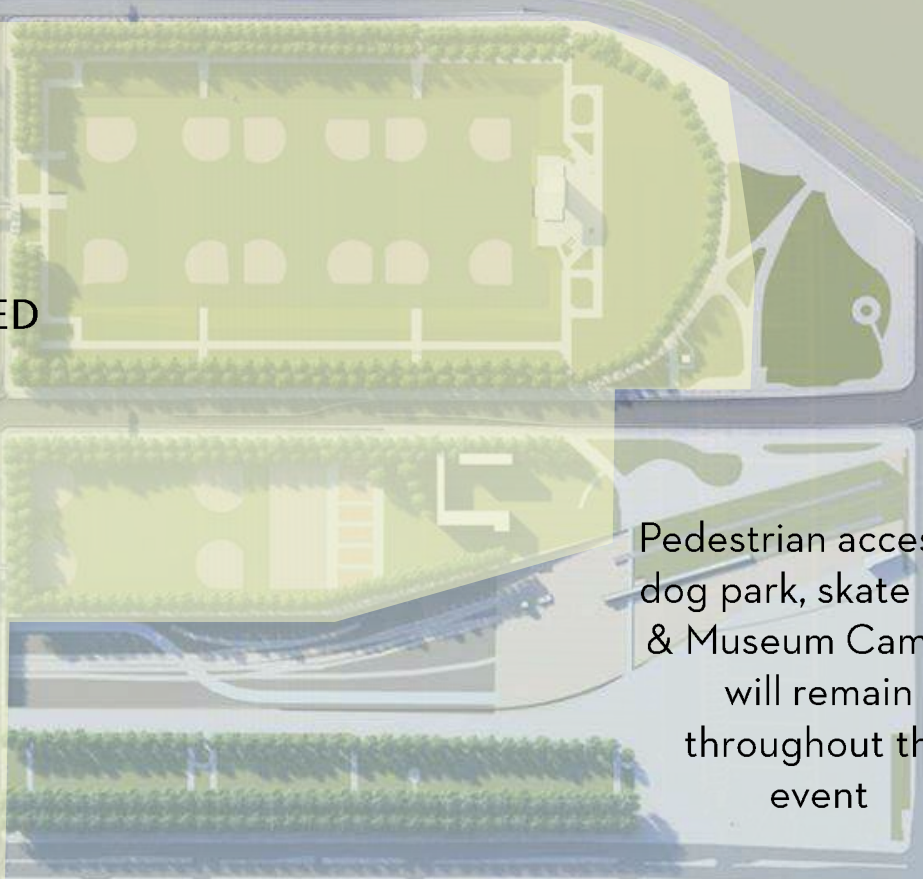 ED
Pedestrian acces
dog park, skate
& Museum Cam
will remain
throughout th
event